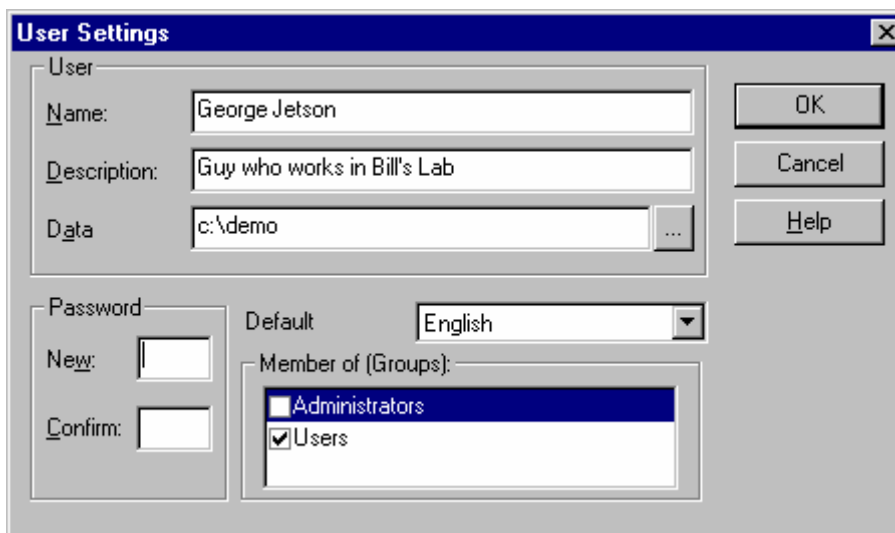 User Settings
User
Name:
George Jetson
OK
Description:
Guy who works in Bill's Lab
Cancel
Data
c:\demo
...
Help
Password
New:
Confirm:
Default
English
Member of (Groups):
Administrators
Users